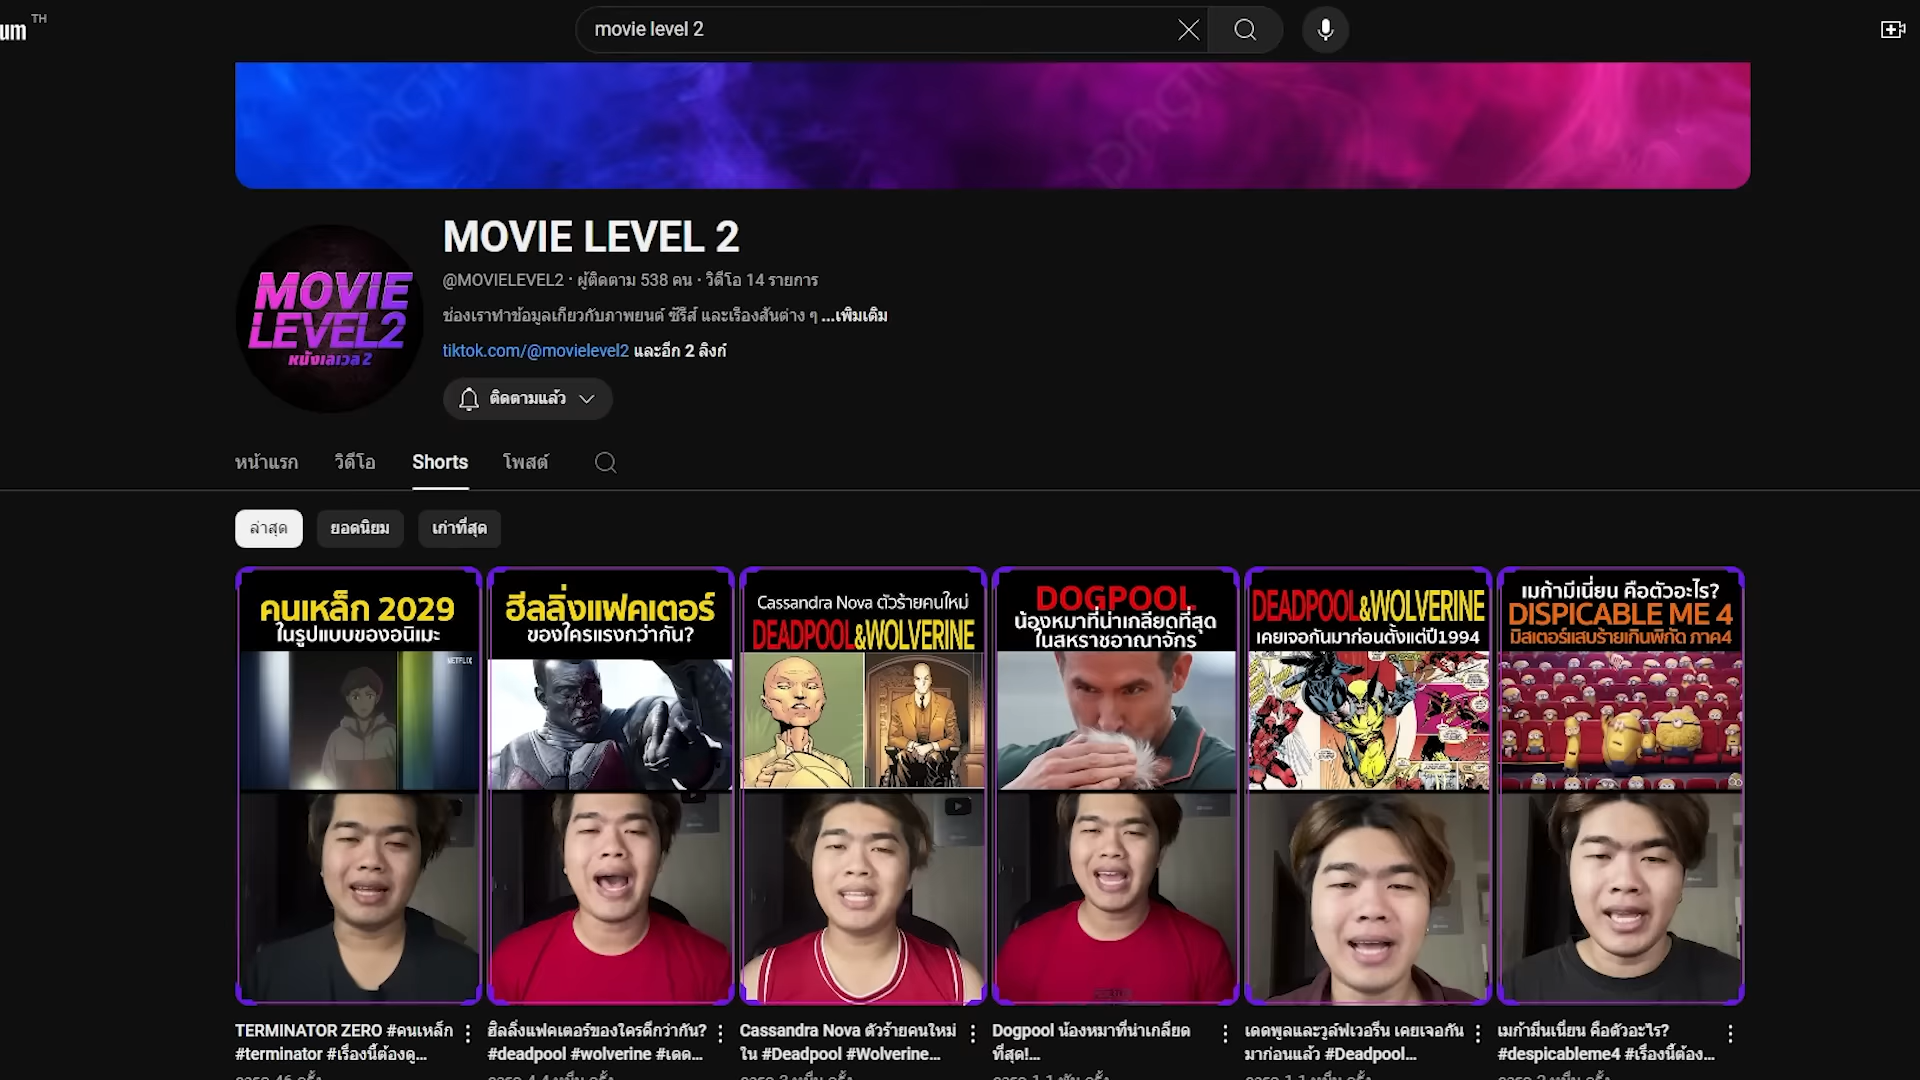 um TH
movie level 2
MOVIE LEVEL 2
@MOVIELEVEL2 · ผู้ติดตาม 538 คน · วิดีโอ 14 รายการ
ช่องเราทำข้อมูลเกี่ยวกับภาพยนต์ ซีรีส์ และเรื่องสั้นต่าง ๆ ...เพิ่มเติม
tiktok.com/@movielevel2 และอีก 2 ลิงก์
ติดตามแล้ว
MOVIE
LEVEL2
หนังเลเวล 2
หน้าแรก วิดีโอ Shorts โพสต์
ล่าสุด ยอดนิยม เก่าที่สุด
คนเหล็ก 2029
ในรูปแบบของอนิเมะ
NETFLIX
ฮีลลิ่งแฟคเตอร์
ของใครแรงกว่ากัน?
Cassandra Nova ตัวร้ายคนใหม่
DEADPOOL&WOLVERINE
DOGPOOL
น้องหมาที่น่าเกลียดที่สุด
ในสหราชอาณาจักร
DEADPOOL&WOLVERINE
เคยเจอกันมาก่อนตั้งแต่ปี1994
เมก้ามีเนี่ยน คือตัวอะไร?
DISPICABLE ME 4
มิสเตอร์แสบร้ายเกินพิกัด ภาค4
TERMINATOR ZERO #คนเหล็ก
#terminator #เรื่องนี้ต้องดู...
ฮีลลิ่งแฟคเตอร์ของใครดีกว่ากัน?
#deadpool #wolverine #เดด...
Cassandra Nova ตัวร้ายคนใหม่
ใน #Deadpool #Wolverine...
Dogpool น้องหมาที่น่าเกลียด
ที่สุด!...
เดดพูลและวูล์ฟเวอรีน เคยเจอกัน
มาก่อนแล้ว #Deadpool...
เมก้ามีนเนี่ยน คือตัวอะไร?
#despicableme4 #เรื่องนี้ต้อง...